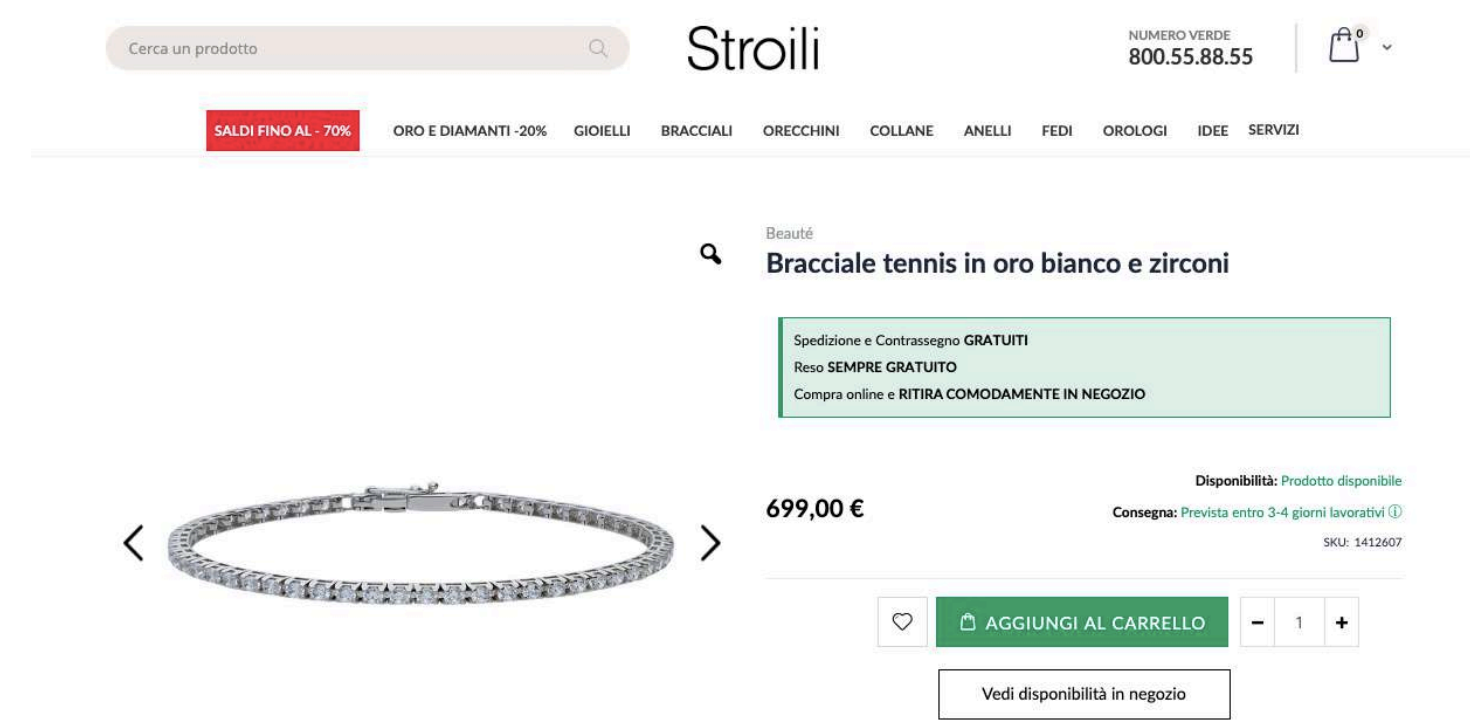 Cerca un prodotto
Stroili
NUMERO VERDE
800.55.88.55
0
SALDI FINO AL - 70%
ORO E DIAMANTI -20%
GIOIELLI
BRACCIALI
ORECCHINI
COLLANE
ANELLI
FEDI
OROLOGI
IDEE
SERVIZI
Beauté
Bracciale tennis in oro bianco e zirconi
Spedizione e Contrassegno GRATUITI
Reso SEMPRE GRATUITO
Compra online e RITIRA COMODAMENTE IN NEGOZIO
699,00 €
Disponibilità: Prodotto disponibile
Consegna: Prevista entro 3-4 giorni lavorativi
SKU: 1412607
AGGIUNGI AL CARRELLO
- 1 +
Vedi disponibilità in negozio